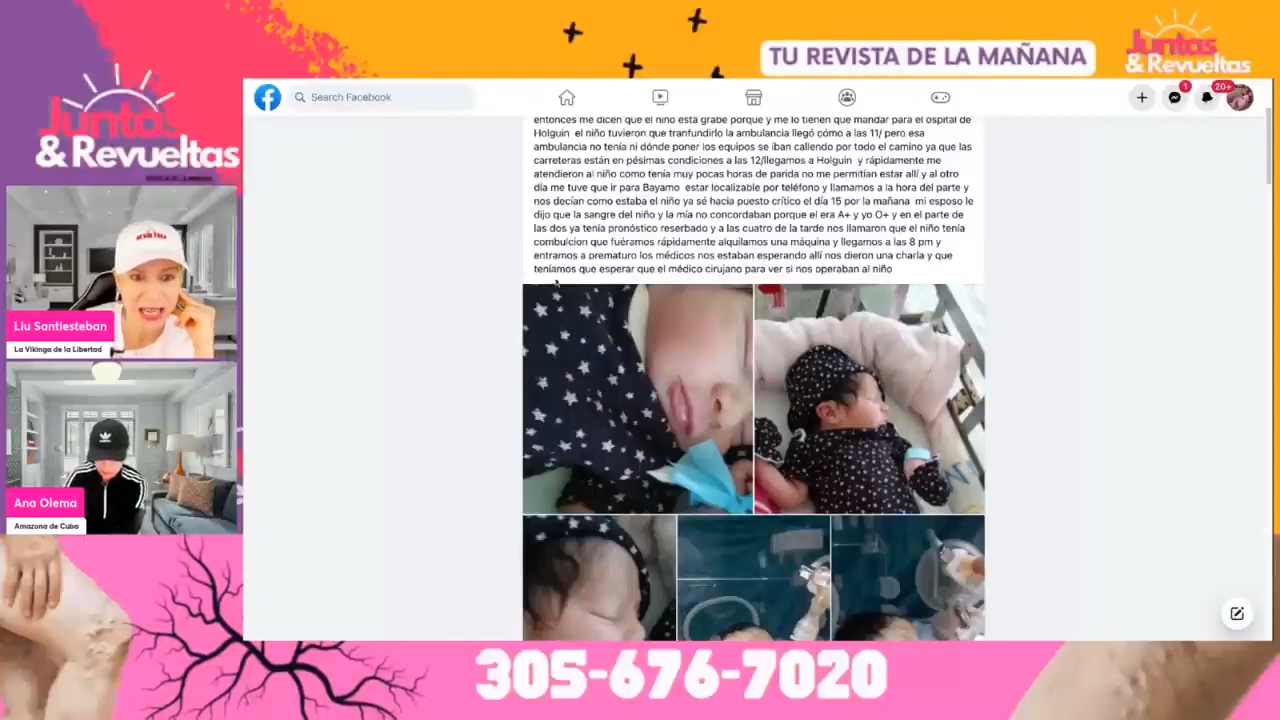 TU REVISTA DE LA MAÑANA
Juntas
& Revueltas
Juntas
& Revueltas
Search Facebook
1
20+
entonces me dicen que el niño está grabe porque y me lo tienen que mandar para el ospital de
Holguin el niño tuvieron que tranfundirlo la ambulancia llegó cómo a las 11/ pero esa
ambulancia no tenía ni dónde poner los equipos se iban callendo por todo el camino ya que las
carreteras están en pésimas condiciones a las 12/llegamos a Holguin y rápidamente me
atendieron al niño como tenía muy pocas horas de parida no me permitían estar allí y al otro
día me tuve que ir para Bayamo estar localizable por teléfono y llamamos a la hora del parte y
nos decían como estaba el niño ya sé hacia puesto crítico el día 15 por la mañana mi esposo le
dijo que la sangre del niño y la mía no concordaban porque el era A+ y yo O+ y en el parte de
las dos ya tenía pronóstico reserbado y a las cuatro de la tarde nos llamaron que el niño tenía
combulcion que fuéramos rápidamente alquilamos una máquina y llegamos a las 8 pm y
entramos a prematuro los médicos nos estaban esperando allí nos dieron una charla y que
teníamos que esperar que el médico cirujano para ver si nos operaban al niño
Liu Santiesteban
La Vikinga de la Libertad
Ana Olema
Amazona de Cuba
305-676-7020